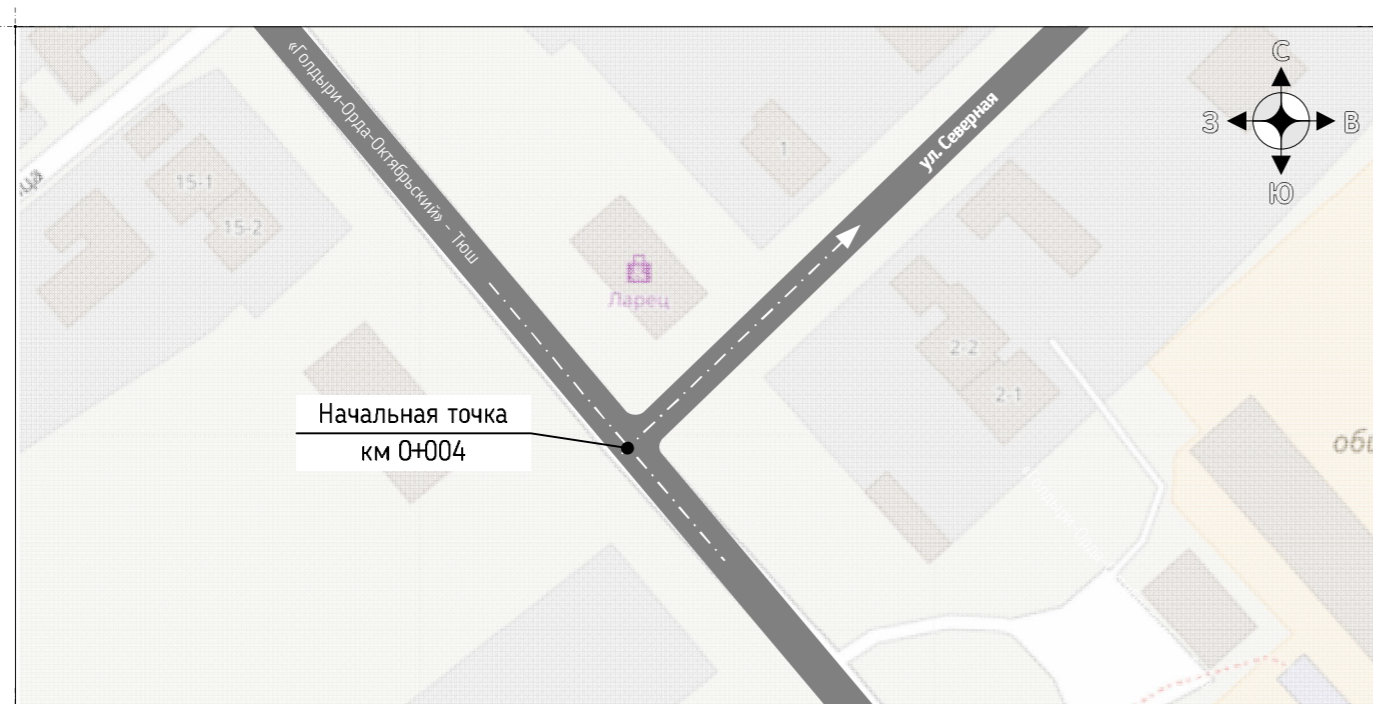 «Голдыри-Орда-Октябрьский» - Тюш
ул. Северная
С
З
В
Ю
1
15-1
15-2
Ларец
2-2
2-1
Начальная точка
км 0+004